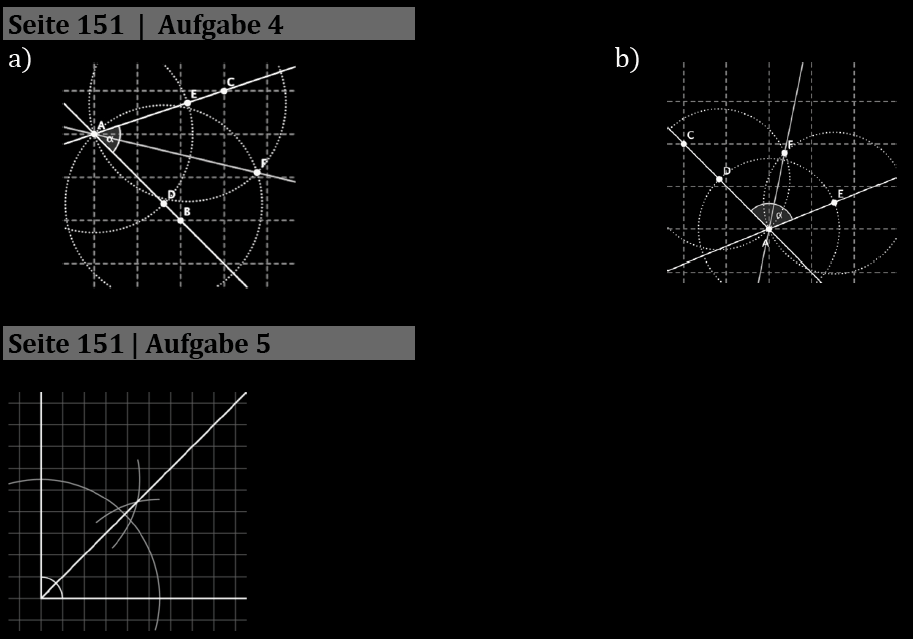 Seite 151 | Aufgabe 4
a)
b)
C
E
A
α
F
D
B
C
F
D
E
α
A
Seite 151 | Aufgabe 5